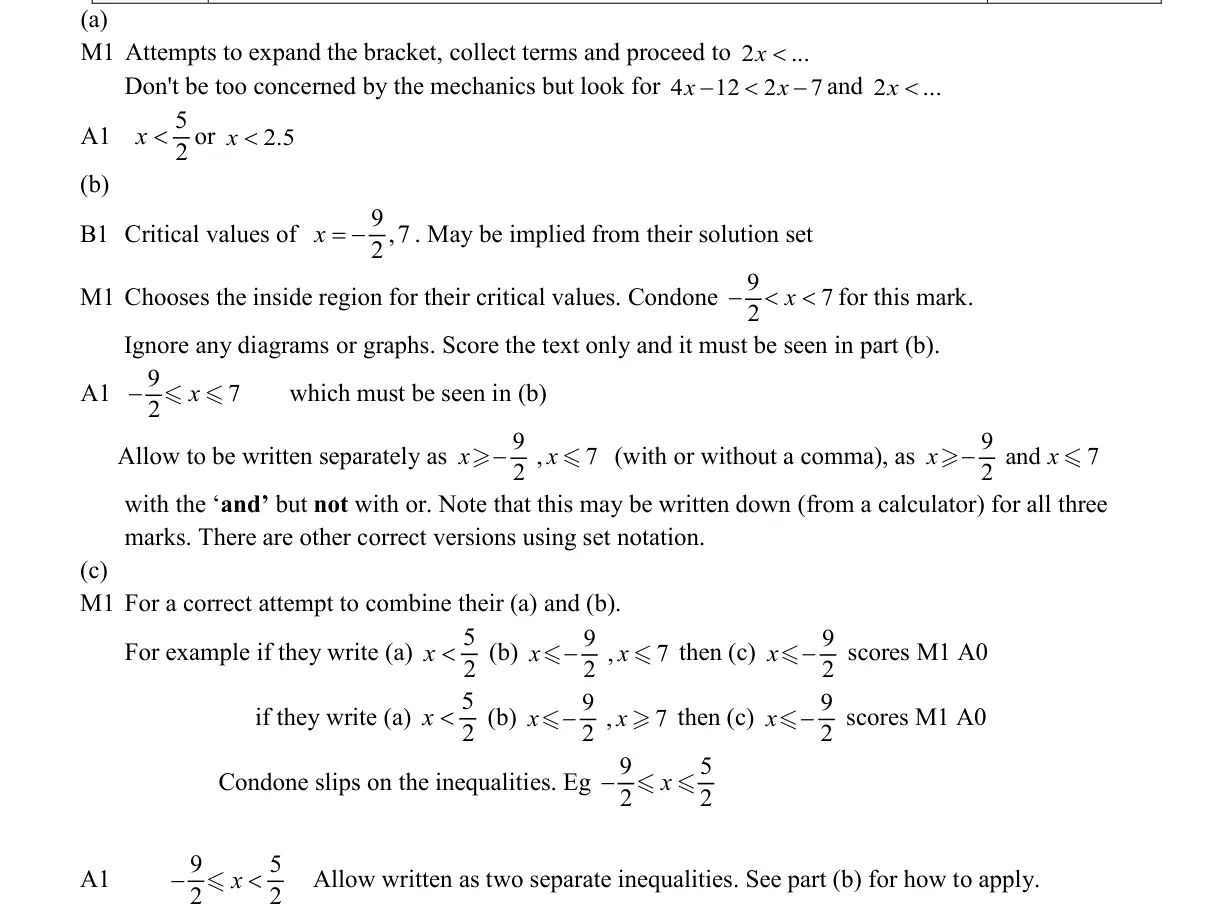 (a)
M1 Attempts to expand the bracket, collect terms and proceed to 2x < ...
Don't be too concerned by the mechanics but look for 4x − 12 < 2x − 7 and 2x < ...
A1 x < 5/2 or x < 2.5
(b)
B1 Critical values of x = −9/2, 7 . May be implied from their solution set
M1 Chooses the inside region for their critical values. Condone −9/2 < x < 7 for this mark.
Ignore any diagrams or graphs. Score the text only and it must be seen in part (b).
A1 −9/2 ⩽ x ⩽ 7 which must be seen in (b)
Allow to be written separately as x ⩾ −9/2 , x ⩽ 7 (with or without a comma), as x ⩾ −9/2 and x ⩽ 7
with the ‘and’ but not with or. Note that this may be written down (from a calculator) for all three
marks. There are other correct versions using set notation.
(c)
M1 For a correct attempt to combine their (a) and (b).
For example if they write (a) x < 5/2 (b) x ⩽ −9/2 , x ⩽ 7 then (c) x ⩽ −9/2 scores M1 A0
if they write (a) x < 5/2 (b) x ⩽ −9/2 , x ⩾ 7 then (c) x ⩽ −9/2 scores M1 A0
Condone slips on the inequalities. Eg −9/2 ⩽ x ⩽ 5/2
A1 −9/2 ⩽ x < 5/2 Allow written as two separate inequalities. See part (b) for how to apply.